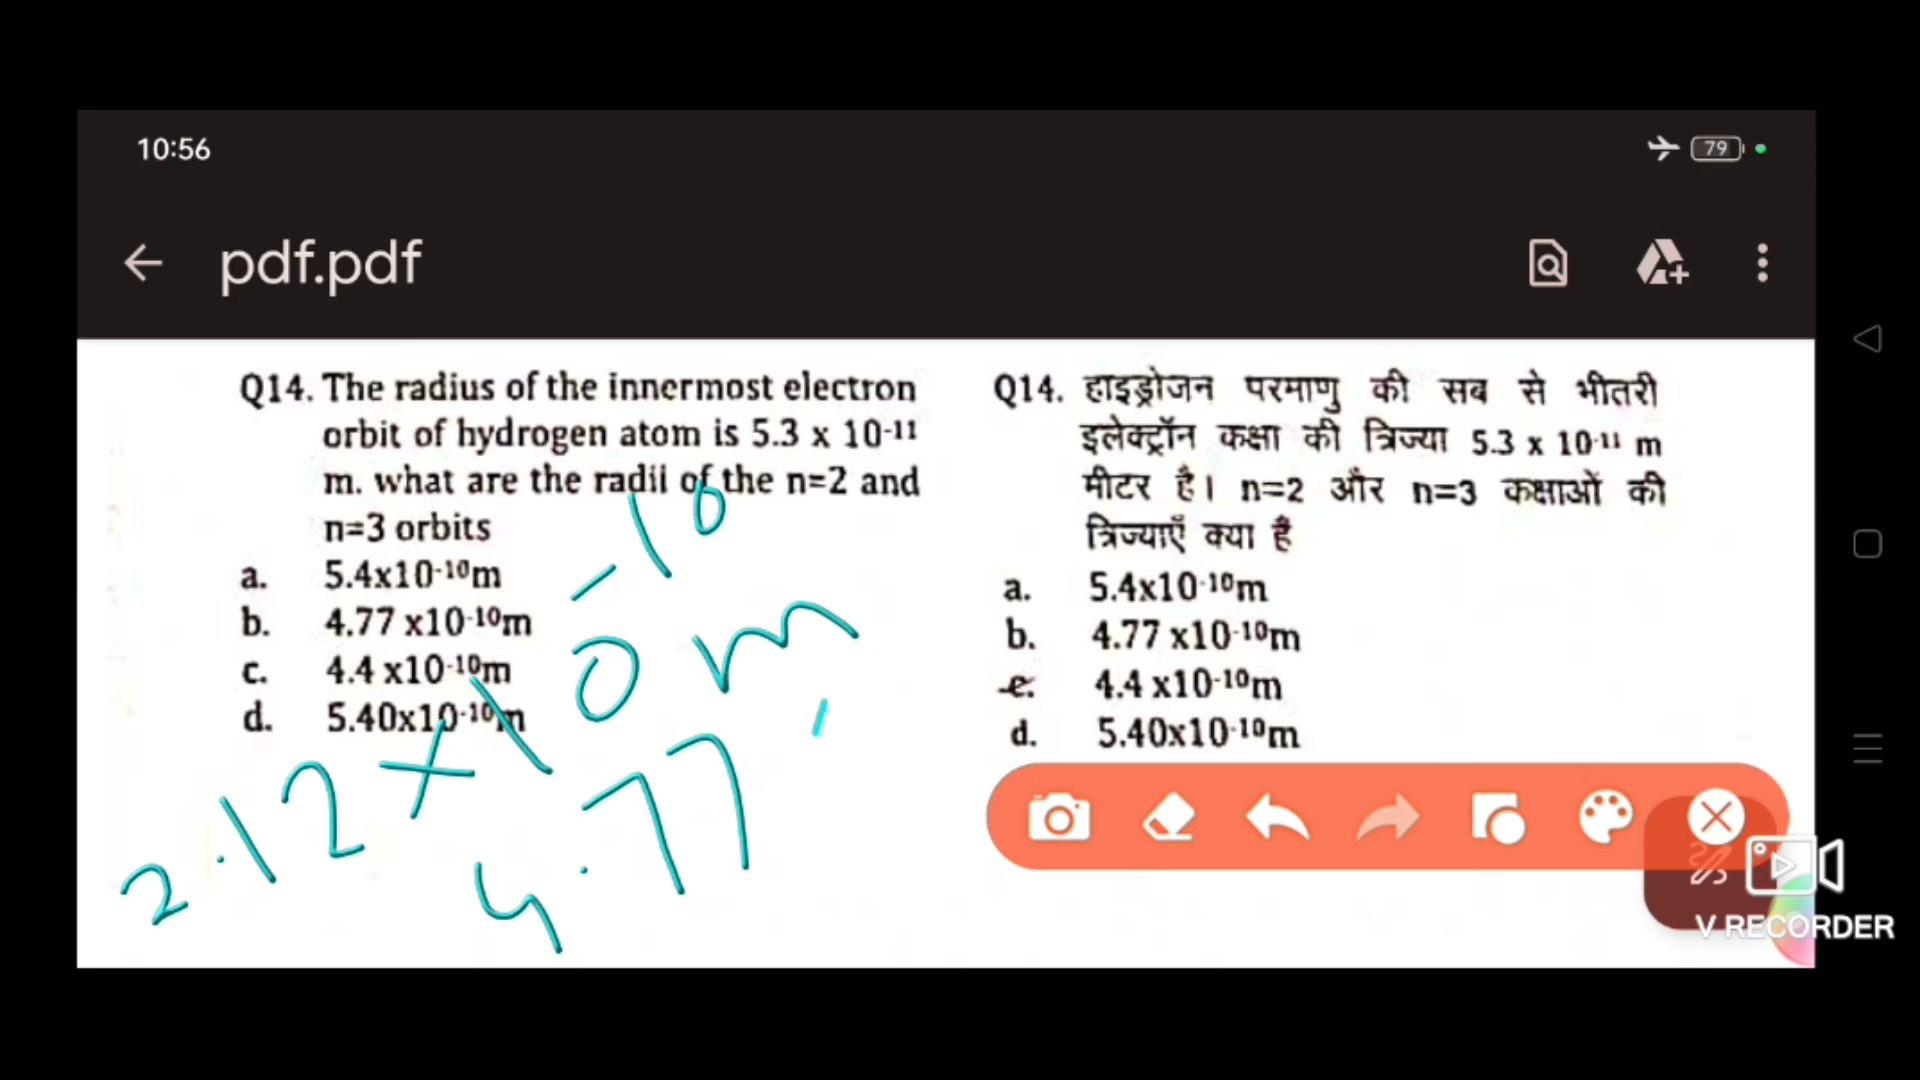 10:56
79
pdf.pdf
Q14. The radius of the innermost electron
orbit of hydrogen atom is 5.3 x 10⁻¹¹
m. what are the radii of the n=2 and
n=3 orbits
a. 5.4x10⁻¹⁰m
b. 4.77 x10⁻¹⁰m
c. 4.4 x10⁻¹⁰m
d. 5.40x10⁻¹⁰m
2.12 x 10⁻¹⁰ m
4.77
Q14. हाइड्रोजन परमाणु की सब से भीतरी
इलेक्ट्रॉन कक्षा की त्रिज्या 5.3 x 10⁻¹¹ m
मीटर है। n=2 और n=3 कक्षाओं की
त्रिज्याएँ क्या हैं
a. 5.4x10⁻¹⁰m
b. 4.77 x10⁻¹⁰m
c. 4.4 x10⁻¹⁰m
d. 5.40x10⁻¹⁰m
V RECORDER